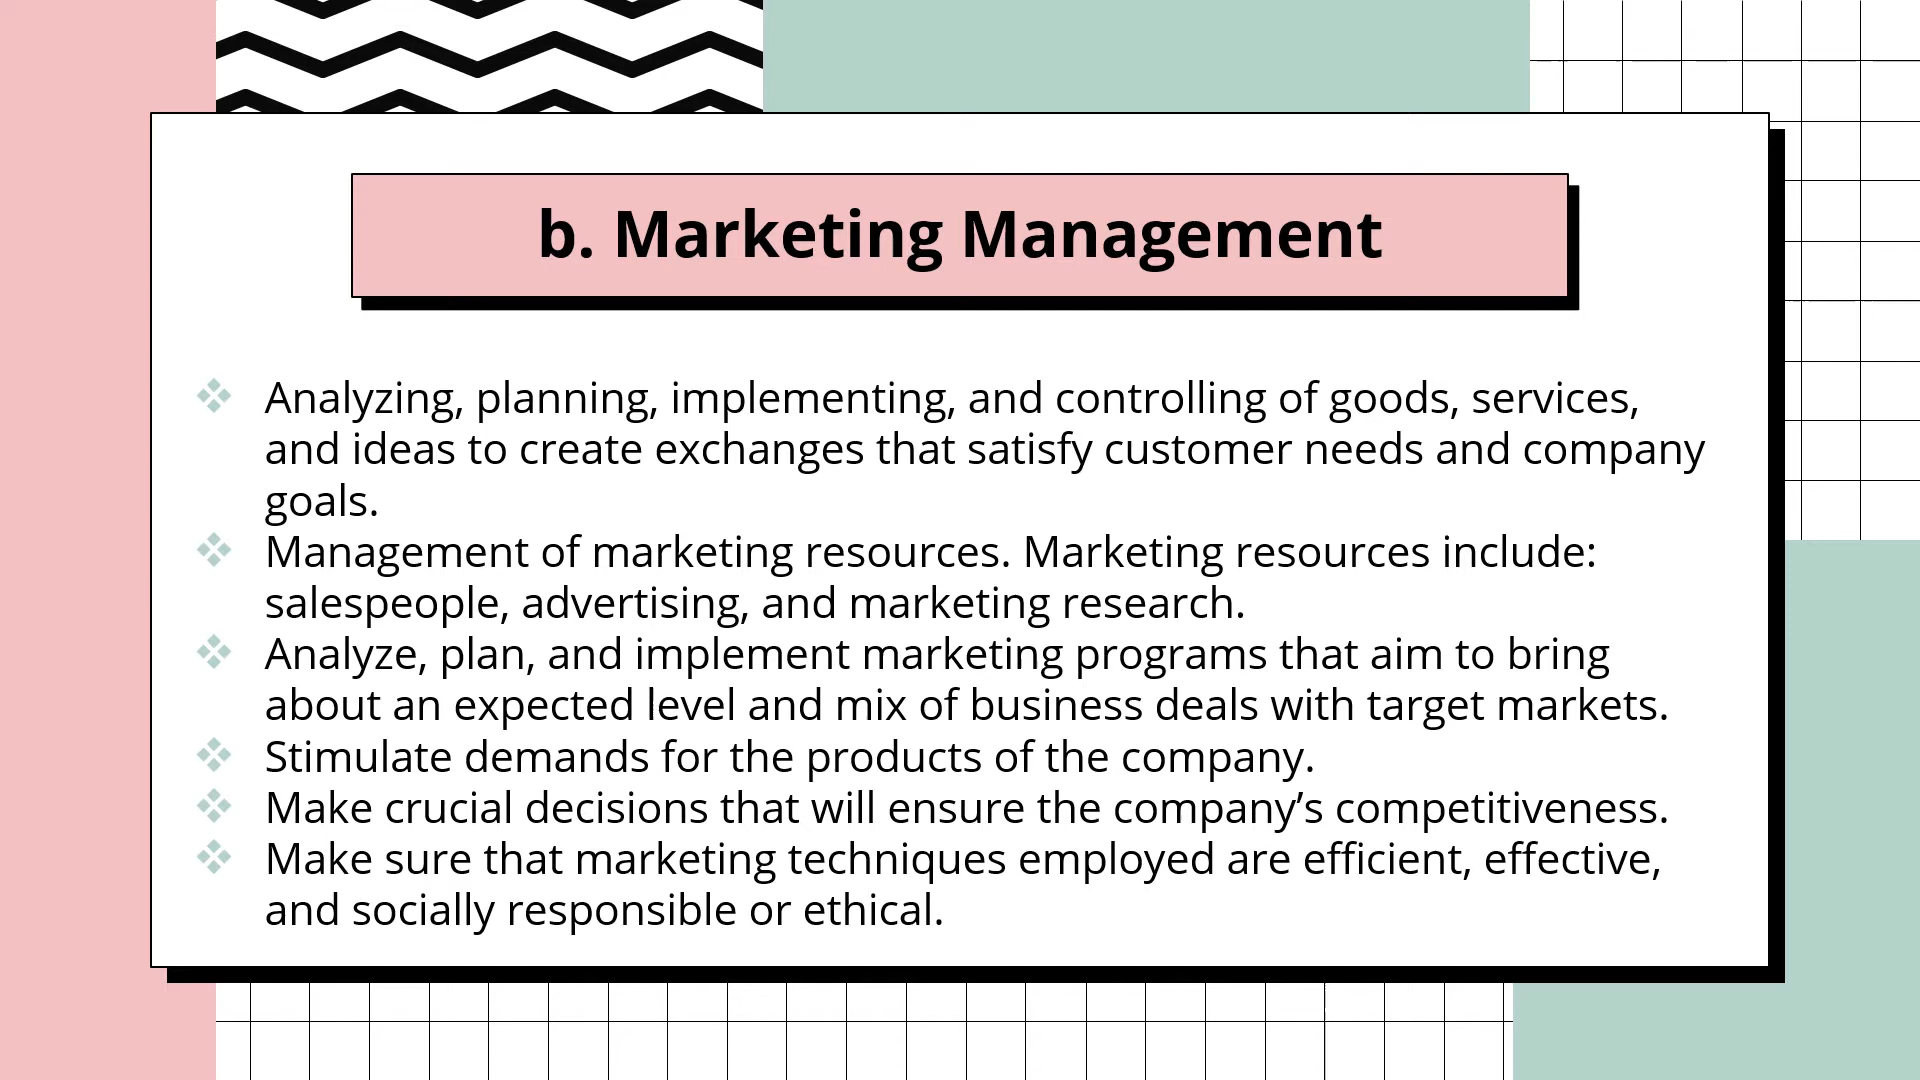 b. Marketing Management
❖ Analyzing, planning, implementing, and controlling of goods, services,
and ideas to create exchanges that satisfy customer needs and company
goals.
❖ Management of marketing resources. Marketing resources include:
salespeople, advertising, and marketing research.
❖ Analyze, plan, and implement marketing programs that aim to bring
about an expected level and mix of business deals with target markets.
❖ Stimulate demands for the products of the company.
❖ Make crucial decisions that will ensure the company’s competitiveness.
❖ Make sure that marketing techniques employed are efficient, effective,
and socially responsible or ethical.